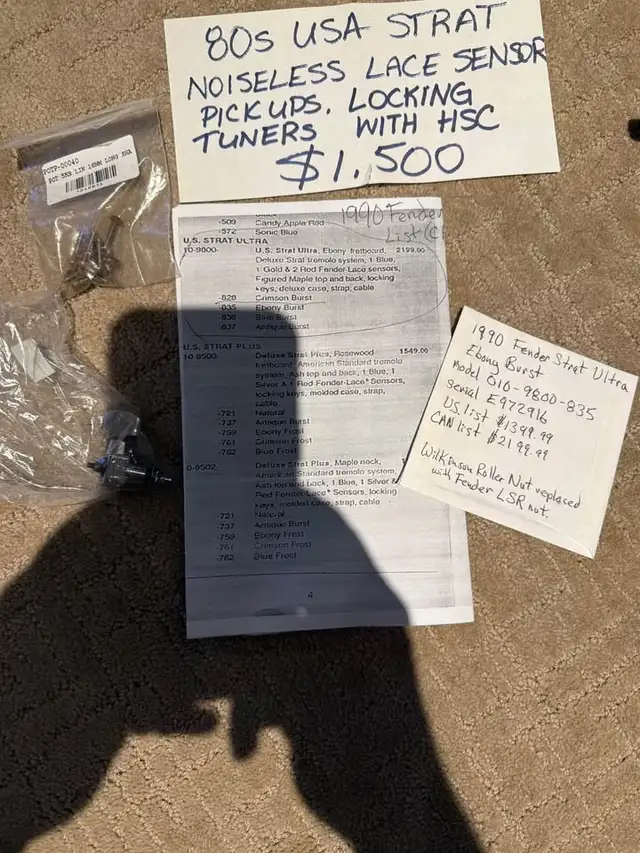 80s USA STRAT
NOISELESS LACE SENSOR
PICKUPS. LOCKING
TUNERS WITH HSC
$1.500
POTP-00040
1990 Fender
List
-509 Candy Apple Red
-572 Sonic Blue
U.S. STRAT ULTRA
10-9800- U.S. Strat Ultra, Ebony fretboard, 2199.00
Deluxe Strat tremolo system, 1 Blue,
1 Gold & 2 Red Fender-Lace sensors,
Figured Maple top and back, locking
keys, deluxe case, strap, cable
-820 Crimson Burst
-835 Ebony Burst
-836 Blue Burst
-837 Antique Burst
U.S. STRAT PLUS
10-9500- Deluxe Strat Plus, Rosewood 1549.00
fretboard, American Standard tremolo
system, Ash top and back, 1 Blue, 1
Silver & 1 Red Fender-Lace* Sensors,
locking keys, molded case, strap,
cable
-721 Natural
-737 Antique Burst
-759 Ebony Frost
-761 Crimson Frost
-762 Blue Frost
0-9502 Deluxe Strat Plus, Maple neck,
American Standard tremolo system,
Ash top and back, 1 Blue, 1 Silver &
Red Fender-Lace* Sensors, locking
keys, molded case, strap, cable
-721 Natural
-737 Antique Burst
-759 Ebony Frost
-761 Crimson Frost
-762 Blue Frost
4
1990 Fender Strat Ultra
Ebony Burst
Model 010-9800-835
Serial E972916
U.S. list $1399.99
CAN list $2199.99
Wilkinson Roller Nut replaced
with Fender LSR nut.